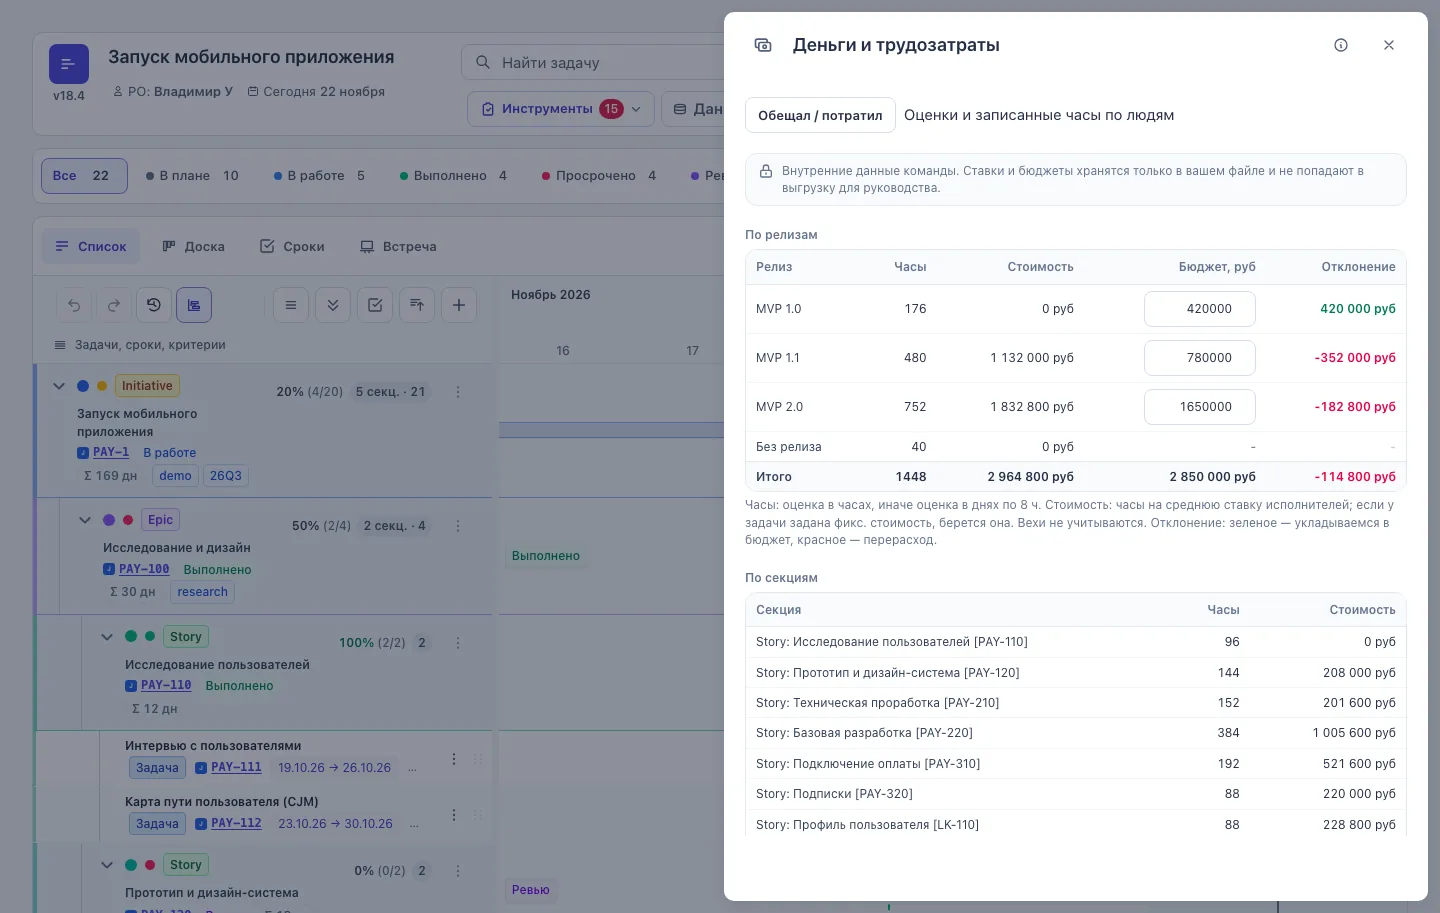 Запуск мобильного приложения
v18.4
PO: Владимир У
Сегодня 22 ноября
Найти задачу
Инструменты 15
Все 22
В плане 10
В работе 5
Выполнено 4
Просрочено 4
Список
Доска
Сроки
Встреча
Ноябрь 2026
Задачи, сроки, критерии
16
17
Initiative
20% (4/20)
5 секц. · 21
Запуск мобильного
приложения
PAY-1 В работе
Σ 169 дн demo 26Q3
Epic
50% (2/4)
2 секц. · 4
Исследование и дизайн
PAY-100 Выполнено
Σ 30 дн research
Выполнено
Story
100% (2/2) 2
Исследование пользователей
PAY-110 Выполнено
Σ 12 дн
Интервью с пользователями
Задача PAY-111 19.10.26 → 26.10.26 ...
Карта пути пользователя (CJM)
Задача PAY-112 23.10.26 → 30.10.26 ...
Story
0% (0/2) 2
Прототип и дизайн-система
Ревью
Деньги и трудозатраты
Обещал / потратил
Оценки и записанные часы по людям
Внутренние данные команды. Ставки и бюджеты хранятся только в вашем файле и не попадают в
выгрузку для руководства.
По релизам
Релиз Часы Стоимость Бюджет, руб Отклонение
MVP 1.0 176 0 руб 420000 420 000 руб
MVP 1.1 480 1 132 000 руб 780000 -352 000 руб
MVP 2.0 752 1 832 800 руб 1650000 -182 800 руб
Без релиза 40 0 руб - -
Итого 1448 2 964 800 руб 2 850 000 руб -114 800 руб
Часы: оценка в часах, иначе оценка в днях по 8 ч. Стоимость: часы на среднюю ставку исполнителей; если у
задачи задана фикс. стоимость, берется она. Вехи не учитываются. Отклонение: зеленое — укладываемся в
бюджет, красное — перерасход.
По секциям
Секция Часы Стоимость
Story: Исследование пользователей [PAY-110] 96 0 руб
Story: Прототип и дизайн-система [PAY-120] 144 208 000 руб
Story: Техническая проработка [PAY-210] 152 201 600 руб
Story: Базовая разработка [PAY-220] 384 1 005 600 руб
Story: Подключение оплаты [PAY-310] 192 521 600 руб
Story: Подписки [PAY-320] 88 220 000 руб
Story: Профиль пользователя [LK-110] 88 228 800 руб